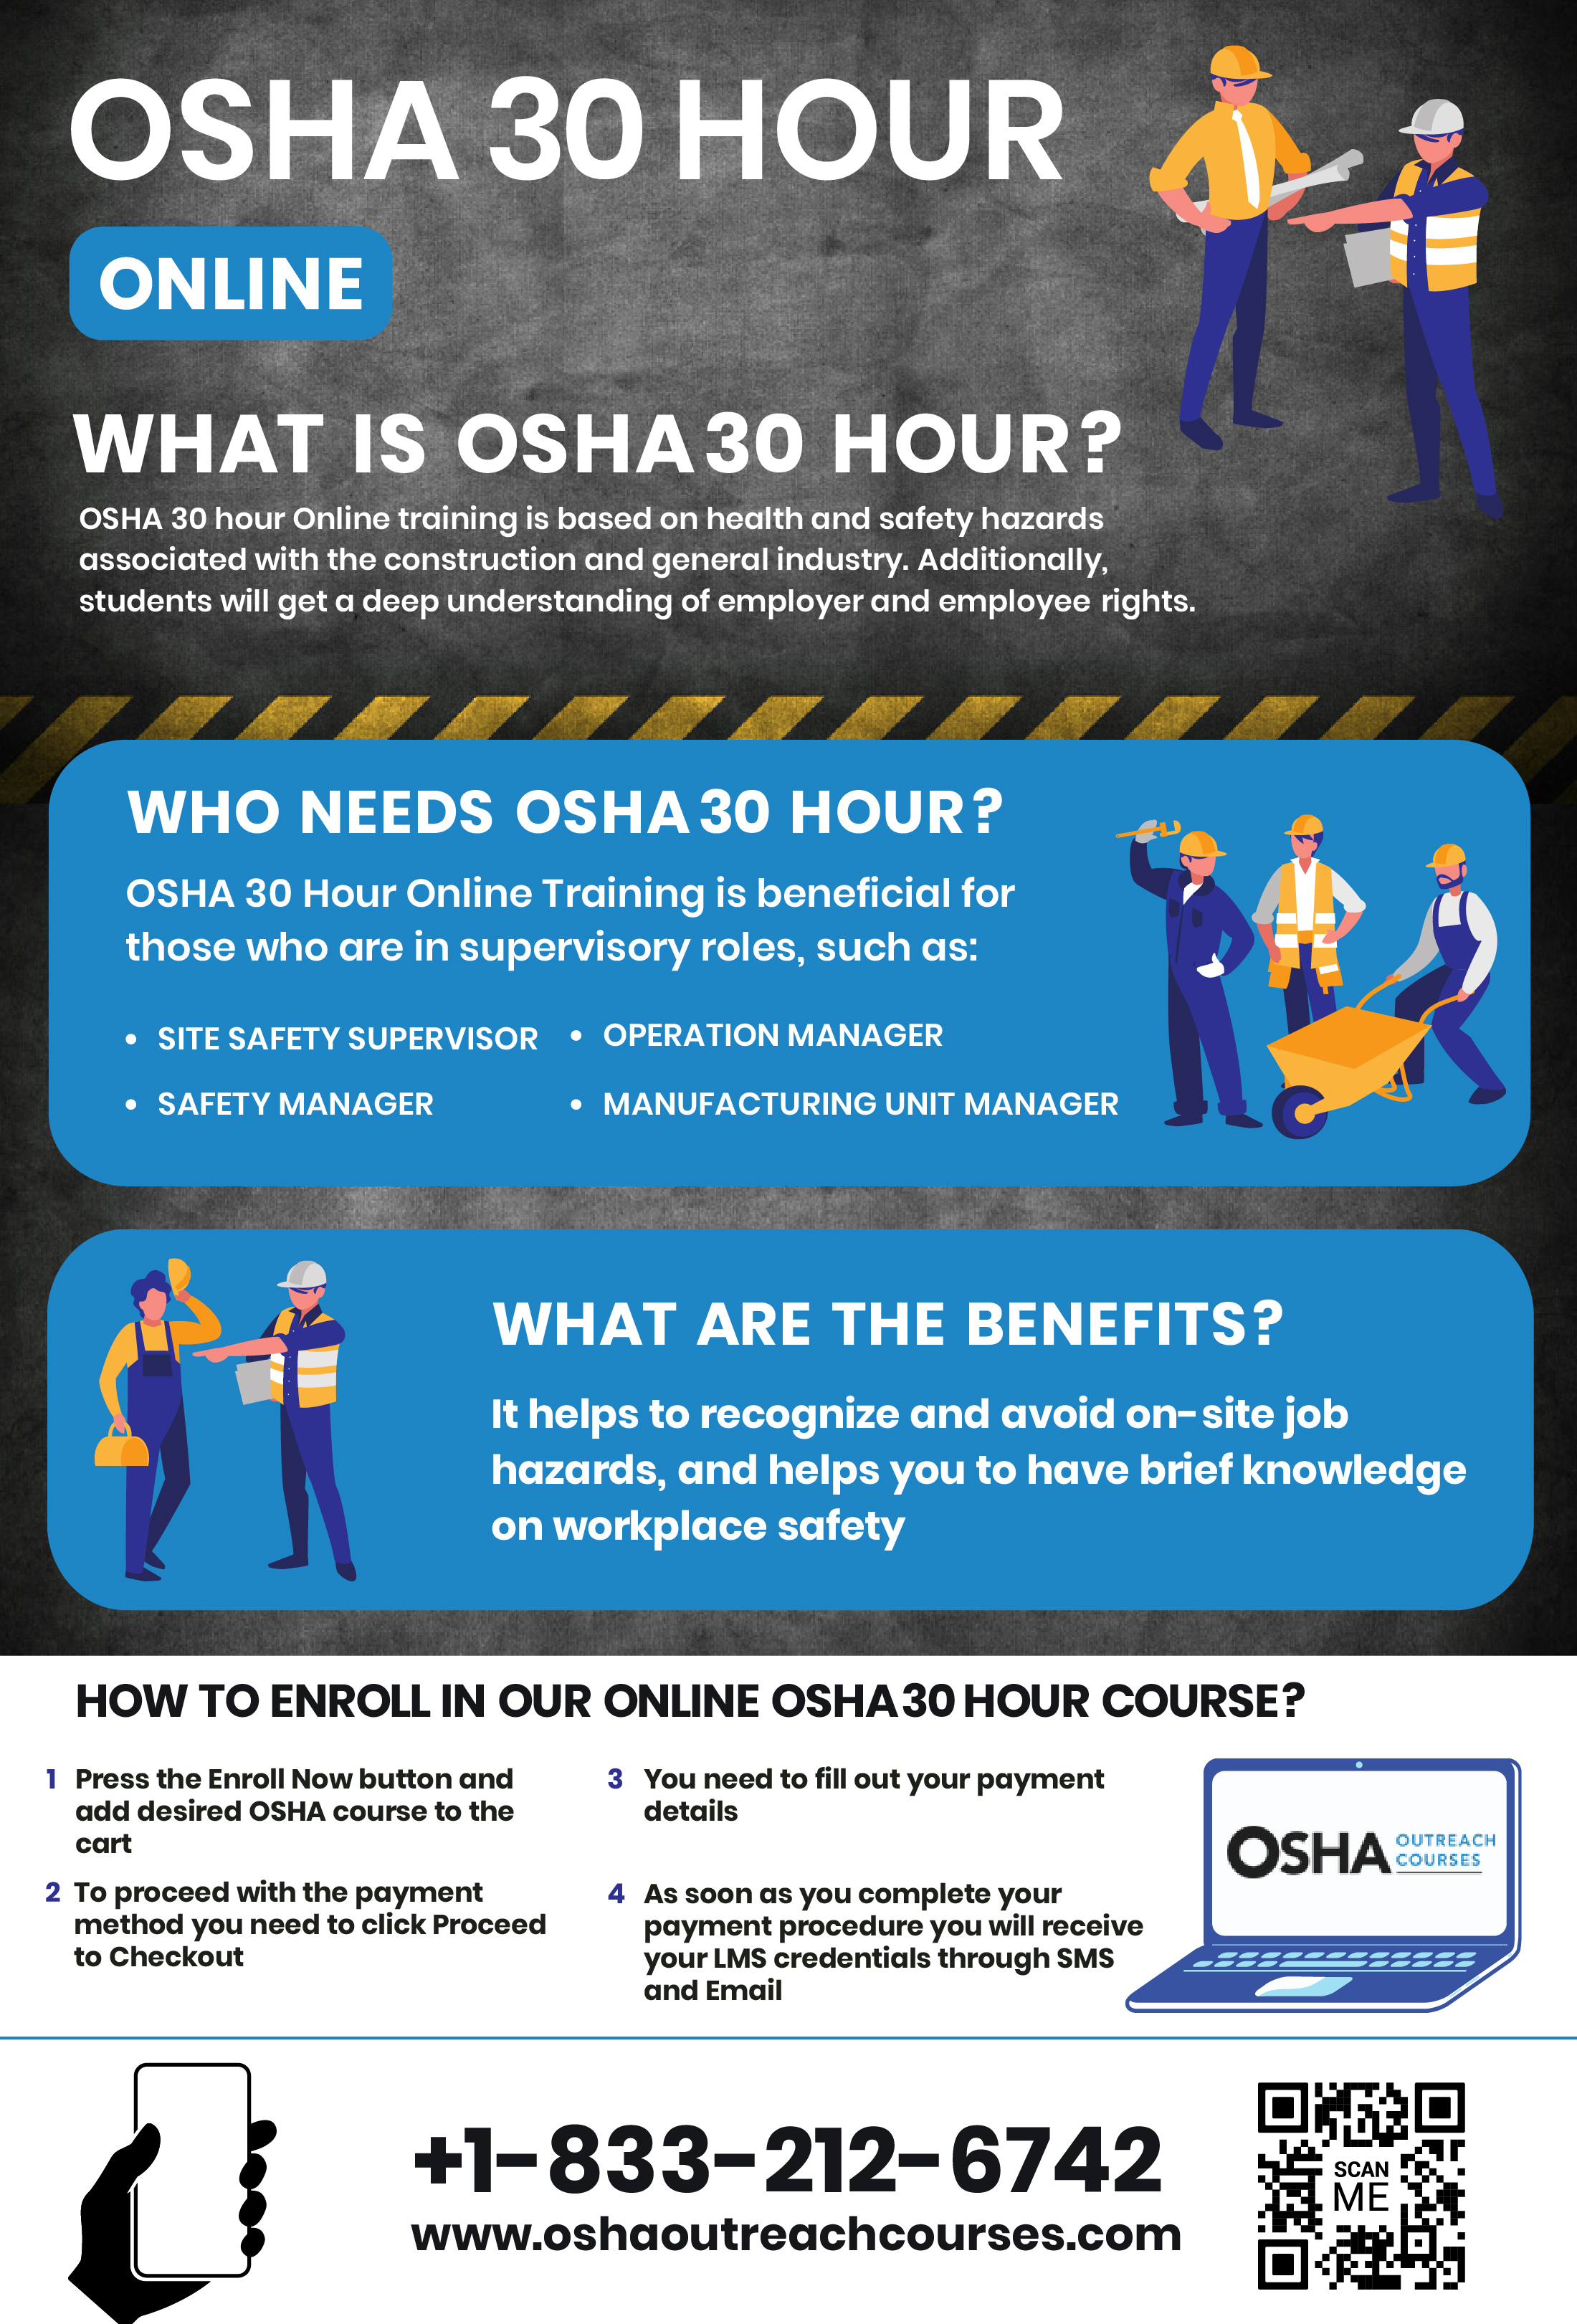 OSHA 30 HOUR
ONLINE
WHAT IS OSHA 30 HOUR?
OSHA 30 hour Online training is based on health and safety hazards
associated with the construction and general industry. Additionally,
students will get a deep understanding of employer and employee rights.
WHO NEEDS OSHA 30 HOUR?
OSHA 30 Hour Online Training is beneficial for
those who are in supervisory roles, such as:
• SITE SAFETY SUPERVISOR
• SAFETY MANAGER
• OPERATION MANAGER
• MANUFACTURING UNIT MANAGER
WHAT ARE THE BENEFITS?
It helps to recognize and avoid on-site job
hazards, and helps you to have brief knowledge
on workplace safety
HOW TO ENROLL IN OUR ONLINE OSHA 30 HOUR COURSE?
1 Press the Enroll Now button and
add desired OSHA course to the
cart
2 To proceed with the payment
method you need to click Proceed
to Checkout
3 You need to fill out your payment
details
4 As soon as you complete your
payment procedure you will receive
your LMS credentials through SMS
and Email
OSHA OUTREACH
COURSES
+1-833-212-6742
www.oshaoutreachcourses.com
SCAN
ME